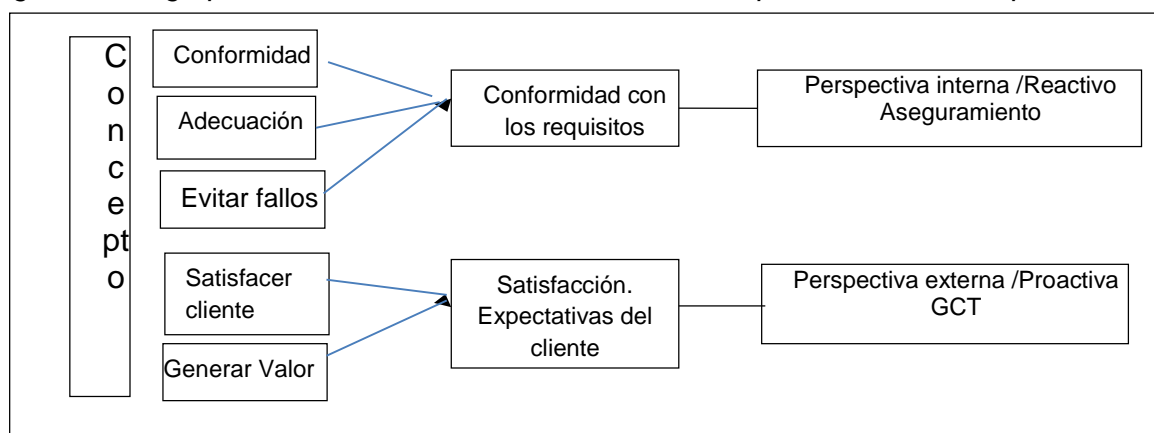 C
o
n
c
e
pt
o
Conformidad
Adecuación
Evitar fallos
Satisfacer
cliente
Generar Valor
Conformidad con
los requisitos
Satisfacción.
Expectativas del
cliente
Perspectiva interna /Reactivo
Aseguramiento
Perspectiva externa /Proactiva
GCT